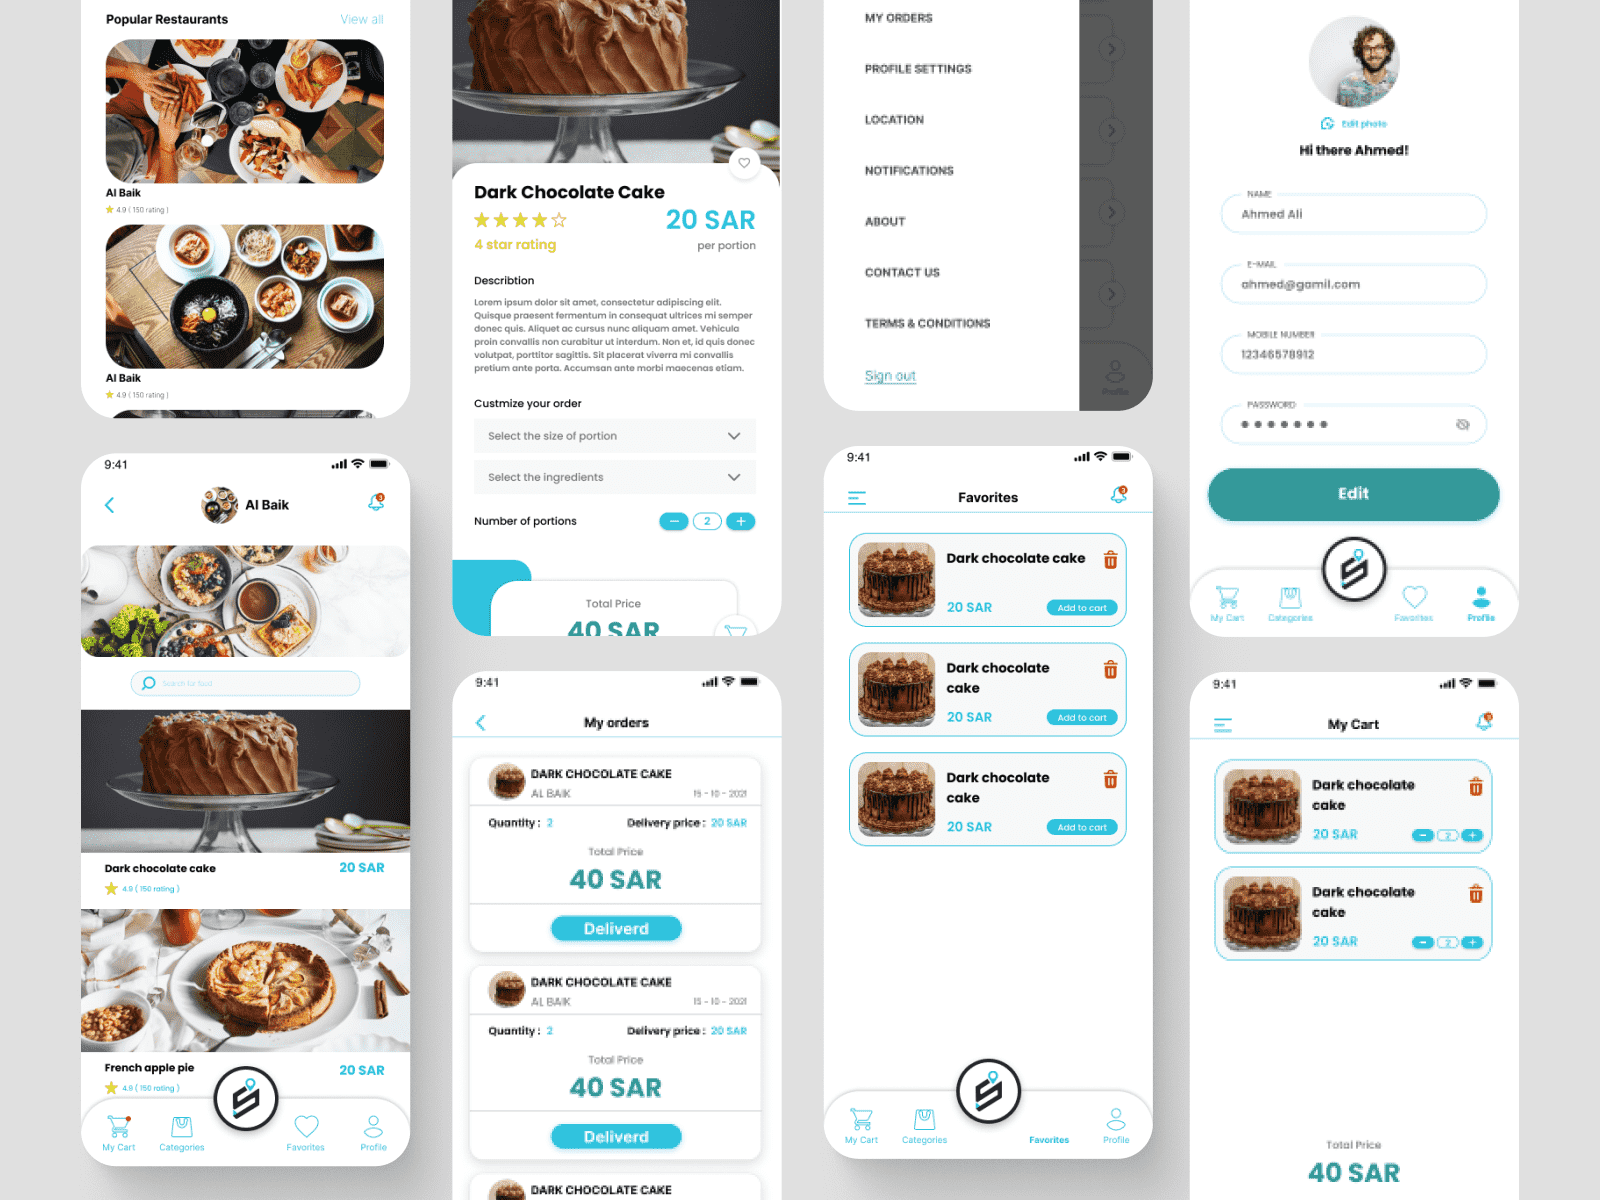 Popular Restaurants
View all
Al Baik
4.9 ( 150 rating )
Al Baik
4.9 ( 150 rating )
9:41
Al Baik
3
Search for food
Dark chocolate cake
20 SAR
4.9 ( 150 rating )
French apple pie
20 SAR
4.9 ( 150 rating )
My Cart
Categories
Favorites
Profile
Dark Chocolate Cake
20 SAR
4 star rating
per portion
Describtion
Lorem ipsum dolor sit amet, consectetur adipiscing elit.
Quisque praesent fermentum in consequat ultrices mi semper
donec quis. Aliquet ac cursus nunc aliquam amet. Vehicula
proin convallis non curabitur ut interdum. Non et, id quis donec
volutpat, porttitor sagittis. Sit placerat viverra mi convallis
pretium ante porta. Accumsan ante morbi maecenas etiam.
Custmize your order
Select the size of portion
Select the ingredients
Number of portions
− 2 +
Total Price
40 SAR
9:41
My orders
DARK CHOCOLATE CAKE
AL BAIK
15 - 10 - 2021
Quantity : 2
Delivery price : 20 SAR
Total Price
40 SAR
Deliverd
DARK CHOCOLATE CAKE
AL BAIK
15 - 10 - 2021
Quantity : 2
Delivery price : 20 SAR
Total Price
40 SAR
Deliverd
DARK CHOCOLATE CAKE
MY ORDERS
PROFILE SETTINGS
LOCATION
NOTIFICATIONS
ABOUT
CONTACT US
TERMS & CONDITIONS
Sign out
Profile
9:41
Favorites
3
Dark chocolate cake
20 SAR
Add to cart
Dark chocolate
cake
20 SAR
Add to cart
Dark chocolate
cake
20 SAR
Add to cart
My Cart
Categories
Favorites
Profile
Edit photo
Hi there Ahmed!
NAME
Ahmed Ali
E-MAIL
ahmed@gamil.com
MOBILE NUMBER
12346578912
PASSWORD
Edit
My Cart
Categories
Favorites
Profile
9:41
My Cart
3
Dark chocolate
cake
20 SAR
− 2 +
Dark chocolate
cake
20 SAR
− 2 +
Total Price
40 SAR